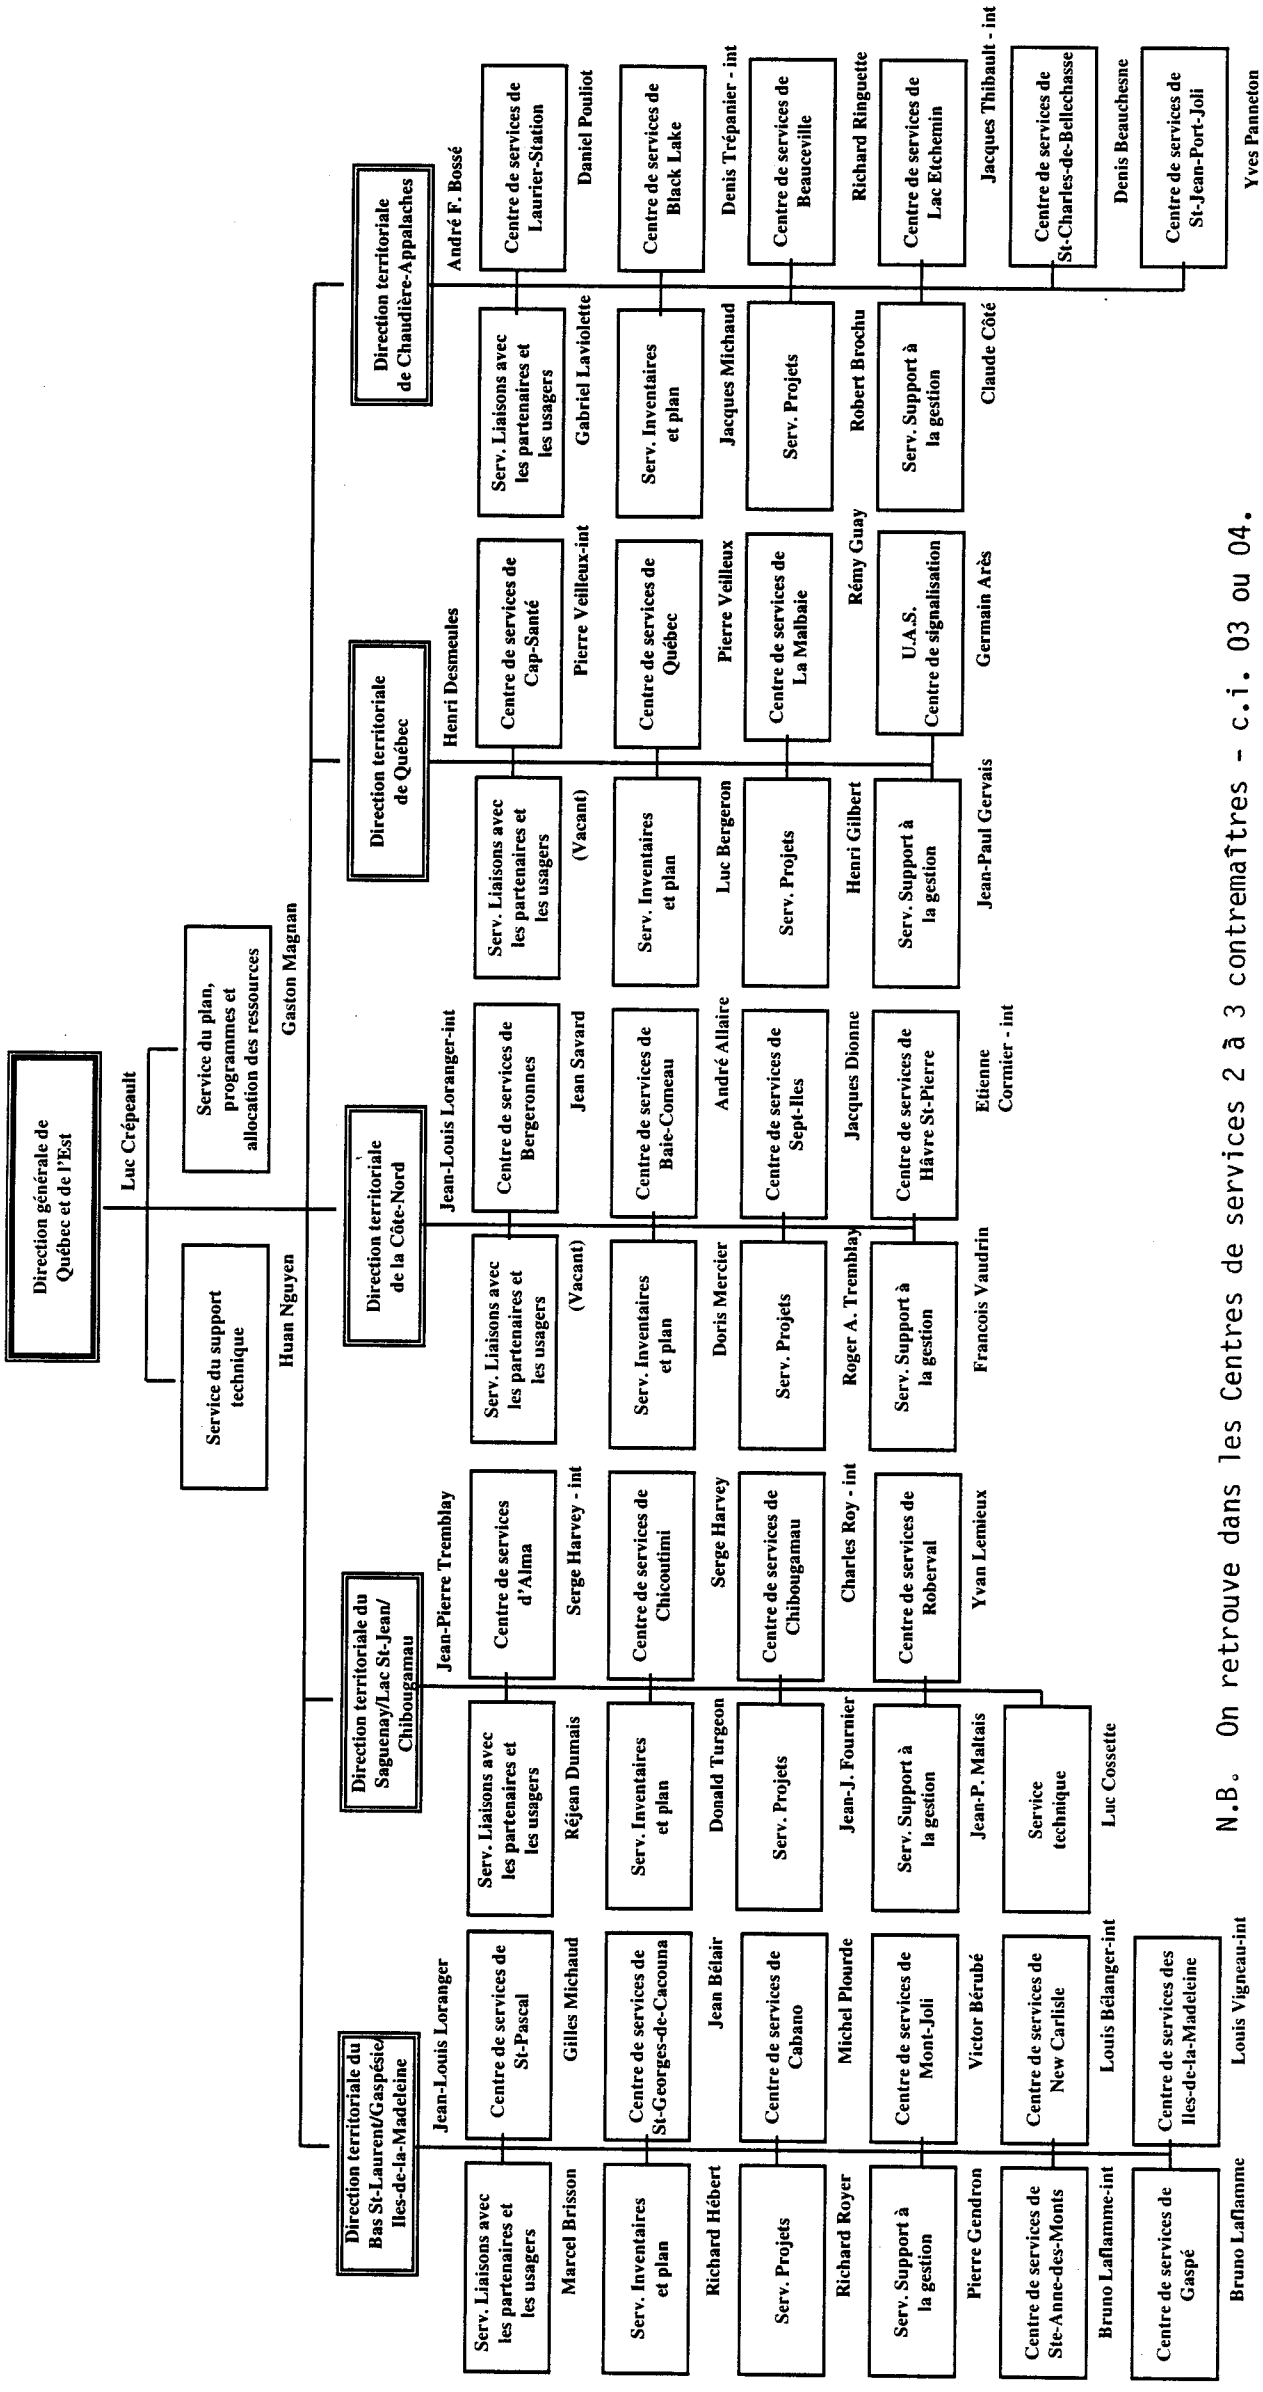 Direction générale de
Québec et de l'Est
Luc Crépeault
Service du support
technique
Huan Nguyen
Service du plan,
programmes et
allocation des ressources
Gaston Magnan
Direction territoriale du
Bas St-Laurent/Gaspésie/
Iles-de-la-Madeleine
Jean-Louis Loranger
Serv. Liaisons avec
les partenaires et
les usagers
Marcel Brisson
Centre de services de
St-Pascal
Gilles Michaud
Serv. Inventaires
et plan
Richard Hébert
Centre de services de
St-Georges-de-Cacouna
Jean Bélair
Serv. Projets
Richard Royer
Centre de services de
Cabano
Michel Plourde
Serv. Support à
la gestion
Pierre Gendron
Centre de services de
Mont-Joli
Victor Bérubé
Centre de services de
Ste-Anne-des-Monts
Bruno Laflamme-int
Centre de services de
New Carlisle
Louis Bélanger-int
Centre de services de
Gaspé
Bruno Laflamme
Centre de services des
Iles-de-la-Madeleine
Louis Vigneau-int
Direction territoriale du
Saguenay/Lac St-Jean/
Chibougamau
Jean-Pierre Tremblay
Serv. Liaisons avec
les partenaires et
les usagers
Réjean Dumais
Centre de services
d'Alma
Serge Harvey - int
Serv. Inventaires
et plan
Donald Turgeon
Centre de services de
Chicoutimi
Serge Harvey
Serv. Projets
Jean-J. Fournier
Centre de services de
Chibougamau
Charles Roy - int
Serv. Support à
la gestion
Jean-P. Maltais
Centre de services de
Roberval
Yvan Lemieux
Service
technique
Luc Cossette
Direction territoriale
de la Côte-Nord
Jean-Louis Loranger-int
Serv. Liaisons avec
les partenaires et
les usagers
(Vacant)
Centre de services de
Bergeronnes
Jean Savard
Serv. Inventaires
et plan
Doris Mercier
Centre de services de
Baie-Comeau
André Allaire
Serv. Projets
Roger A. Tremblay
Centre de services de
Sept-Iles
Jacques Dionne
Serv. Support à
la gestion
Francois Vaudrin
Centre de services de
Hâvre St-Pierre
Etienne
Cormier - int
Direction territoriale
de Québec
Henri Desmeules
Serv. Liaisons avec
les partenaires et
les usagers
(Vacant)
Centre de services de
Cap-Santé
Pierre Veilleux-int
Serv. Inventaires
et plan
Luc Bergeron
Centre de services de
Québec
Pierre Veilleux
Serv. Projets
Henri Gilbert
Centre de services de
La Malbaie
Rémy Guay
Serv. Support à
la gestion
Jean-Paul Gervais
U.A.S.
Centre de signalisation
Germain Arès
Direction territoriale
de Chaudière-Appalaches
André F. Bossé
Serv. Liaisons avec
les partenaires et
les usagers
Gabriel Laviolette
Centre de services de
Laurier-Station
Daniel Pouliot
Serv. Inventaires
et plan
Jacques Michaud
Centre de services de
Black Lake
Denis Trépanier - int
Serv. Projets
Robert Brochu
Centre de services de
Beauceville
Richard Ringuette
Serv. Support à
la gestion
Claude Côté
Centre de services de
Lac Etchemin
Jacques Thibault - int
Centre de services de
St-Charles-de-Bellechasse
Denis Beauchesne
Centre de services de
St-Jean-Port-Joli
Yves Panneton
N.B. On retrouve dans les Centres de services 2 à 3 contremaîtres - c.i. 03 ou 04.